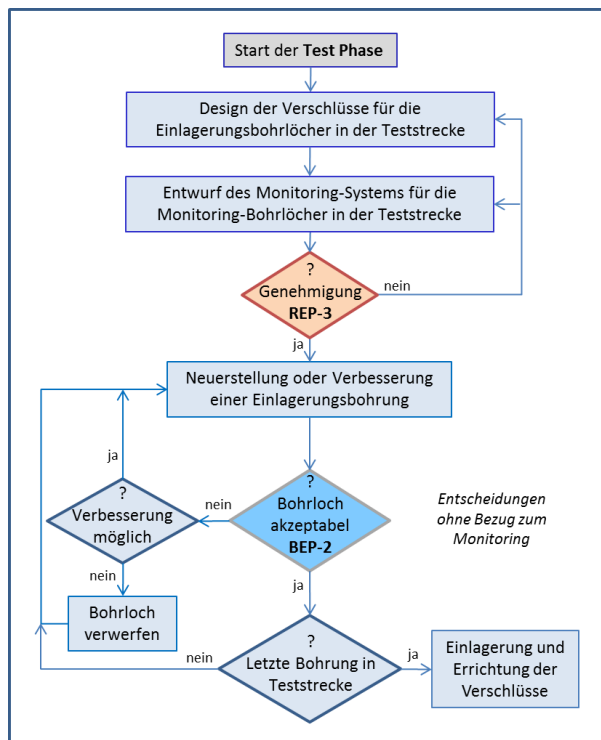 Start der Test Phase
Design der Verschlüsse für die
Einlagerungsbohrlöcher in der Teststrecke
Entwurf des Monitoring-Systems für die
Monitoring-Bohrlöcher in der Teststrecke
?
Genehmigung
REP-3
nein
ja
Neuerstellung oder Verbesserung
einer Einlagerungsbohrung
ja
?
Verbesserung
möglich
nein
?
Bohrloch
akzeptabel
BEP-2
Entscheidungen
ohne Bezug zum
Monitoring
nein
ja
Bohrloch
verwerfen
nein
?
Letzte Bohrung in
Teststrecke
ja
Einlagerung und
Errichtung der
Verschlüsse